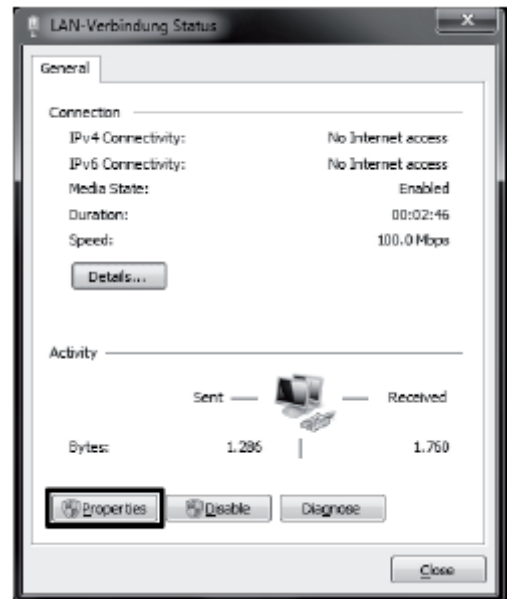 LAN-Verbindung Status
General
Connection
IPv4 Connectivity: No Internet access
IPv6 Connectivity: No Internet access
Media State: Enabled
Duration: 00:02:46
Speed: 100.0 Mbps
Details...
Activity
Sent Received
Bytes: 1.286 1.760
Properties Disable Diagnose
Close